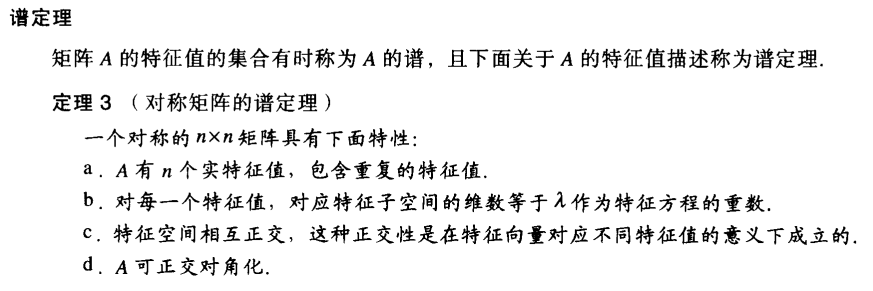 谱定理
矩阵 A 的特征值的集合有时称为 A 的谱，且下面关于 A 的特征值描述称为谱定理.
定理 3 （对称矩阵的谱定理）
一个对称的 n×n 矩阵具有下面特性:
a. A 有 n 个实特征值，包含重复的特征值.
b. 对每一个特征值，对应特征子空间的维数等于 λ 作为特征方程的重数.
c. 特征空间相互正交，这种正交性是在特征向量对应不同特征值的意义下成立的.
d. A 可正交对角化.